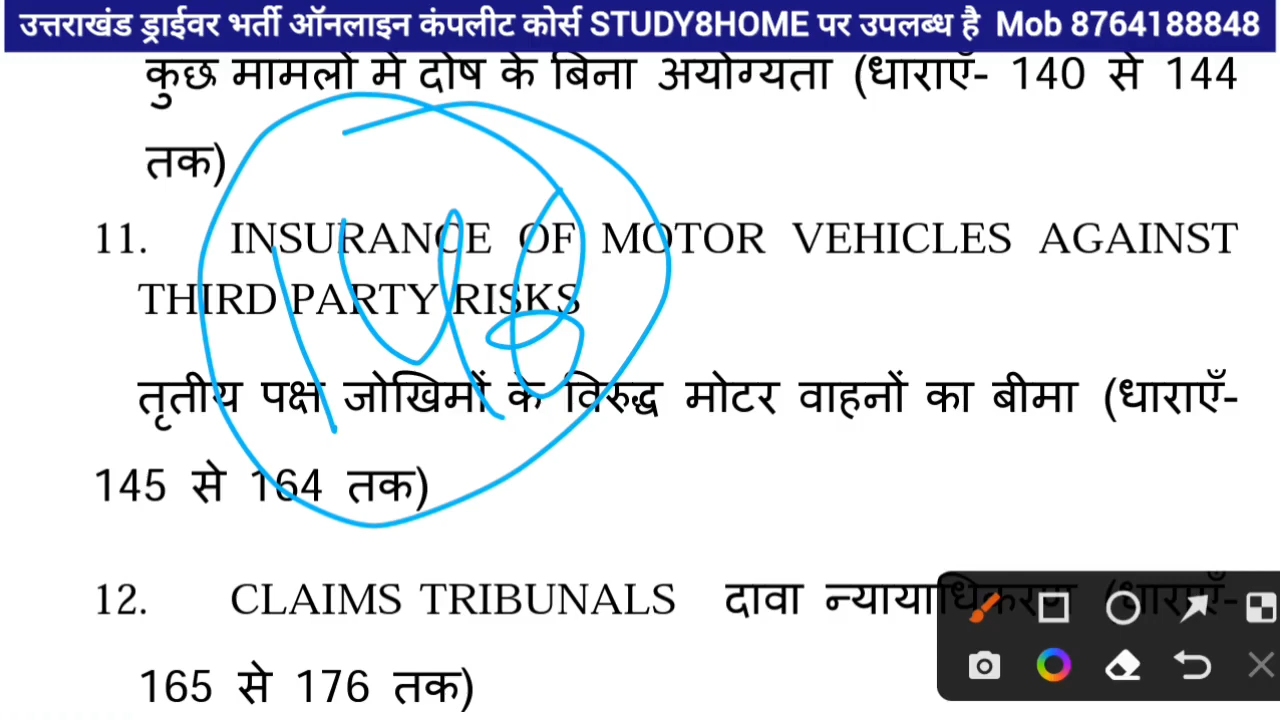 उत्तराखंड ड्राईवर भर्ती ऑनलाइन कंपलीट कोर्स STUDY8HOME पर उपलब्ध है Mob 8764188848
कुछ मामलों में दोष के बिना अयोग्यता (धाराएँ- 140 से 144
तक)
11. INSURANCE OF MOTOR VEHICLES AGAINST
THIRD PARTY RISKS
146
तृतीय पक्ष जोखिमों के विरुद्ध मोटर वाहनों का बीमा (धाराएँ-
145 से 164 तक)
12. CLAIMS TRIBUNALS दावा न्यायाधिकरण (धाराएँ-
165 से 176 तक)